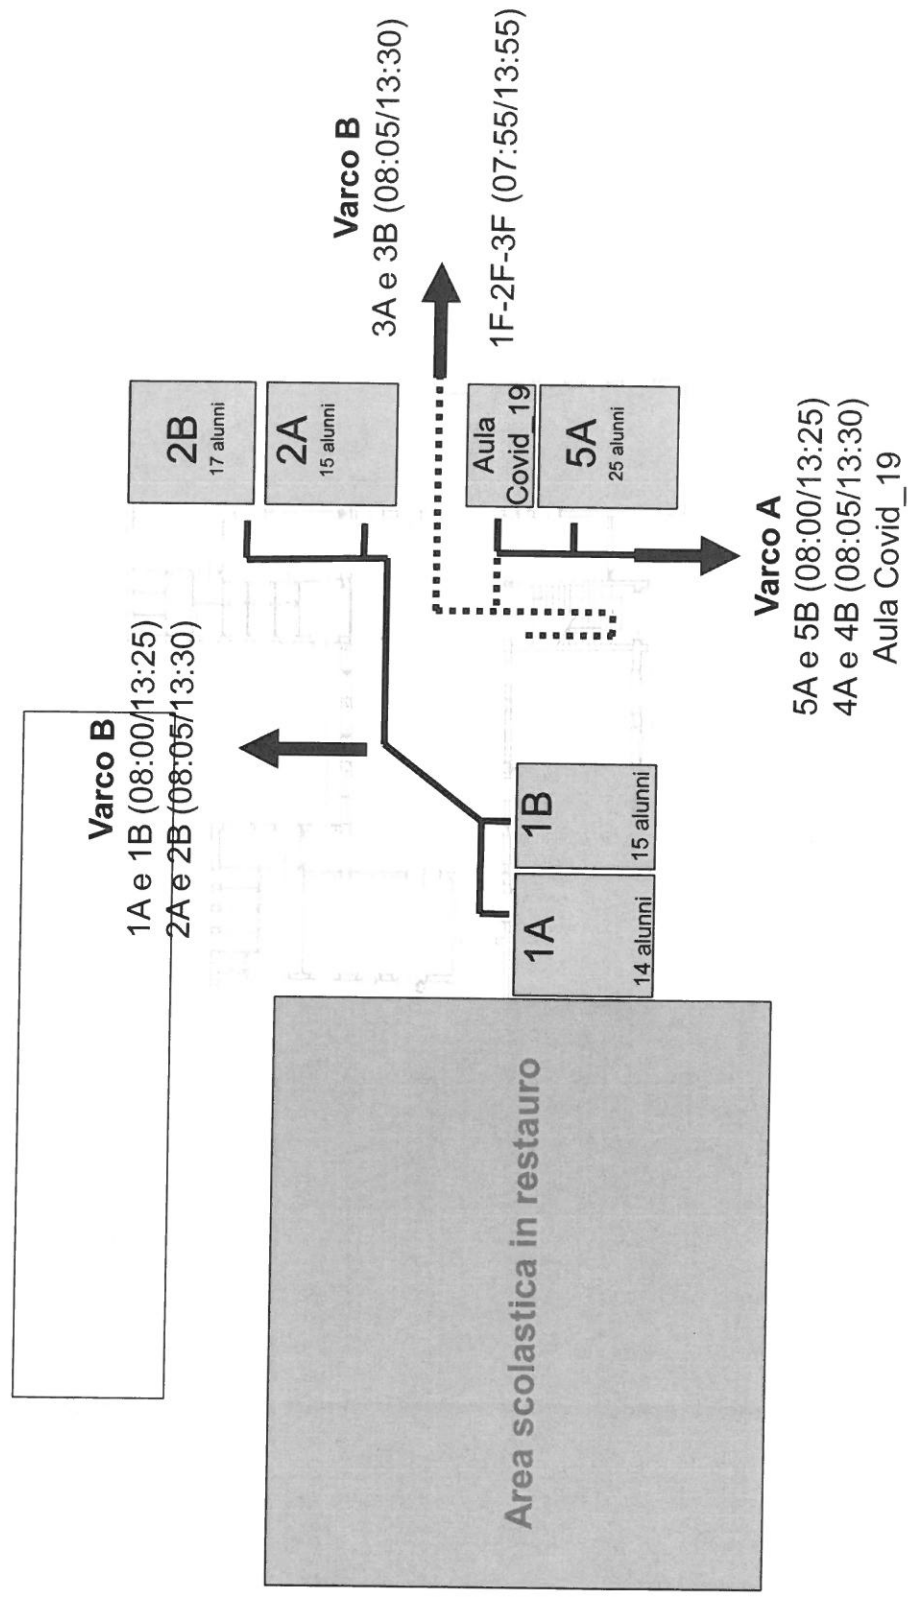 Varco B
1A e 1B (08:00/13:25)
2A e 2B (08:05/13:30)
2B
17 alunni
2A
15 alunni
Varco B
3A e 3B (08:05/13:30)
1F-2F-3F (07:55/13:55)
Aula
Covid_19
5A
25 alunni
1A
14 alunni
1B
15 alunni
Area scolastica in restauro
Varco A
5A e 5B (08:00/13:25)
4A e 4B (08:05/13:30)
Aula Covid_19